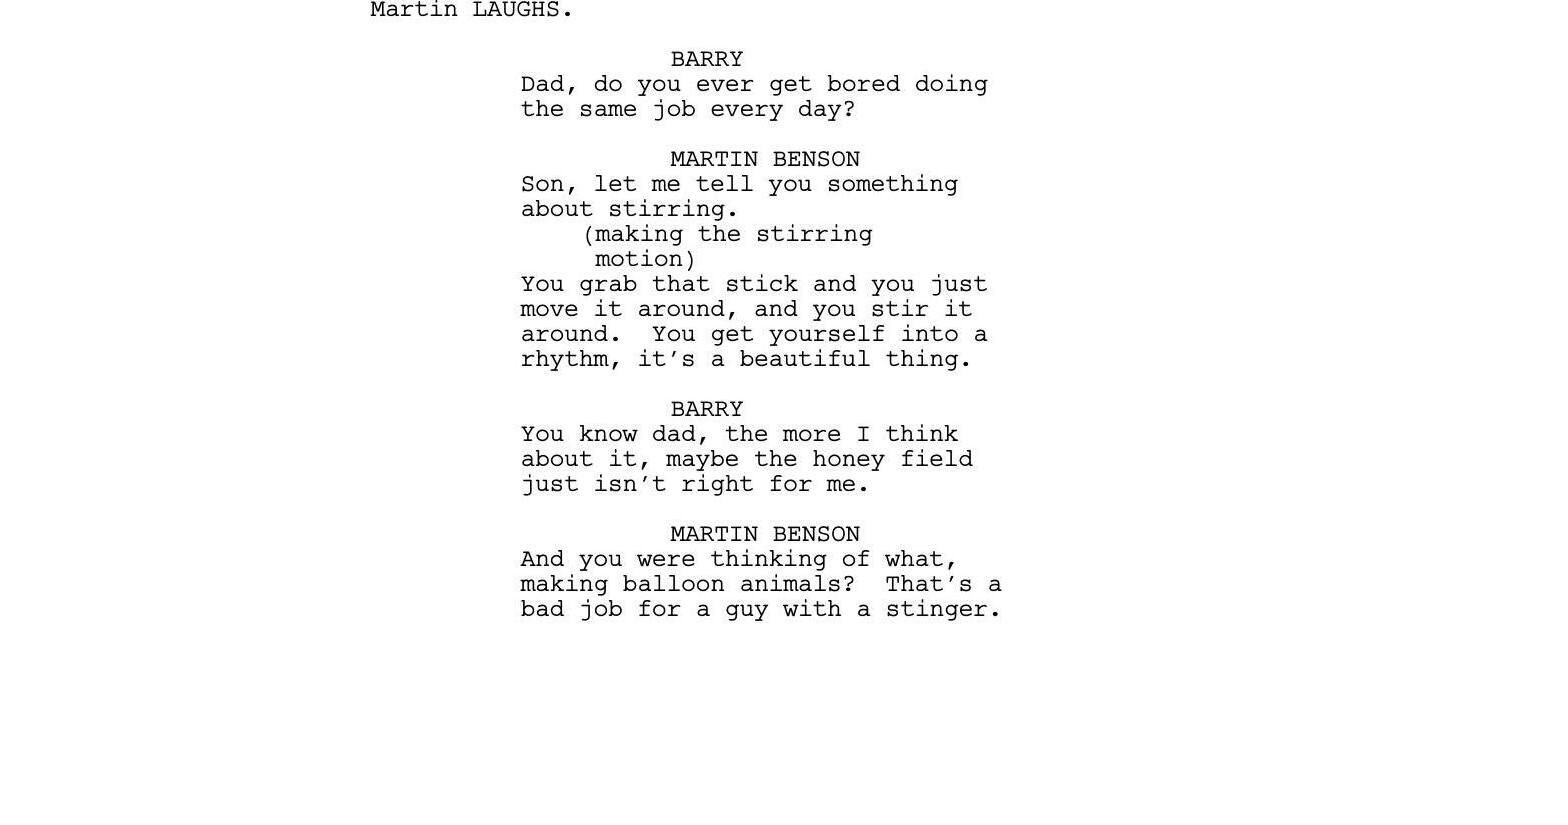 Martin LAUGHS.
BARRY
Dad, do you ever get bored doing
the same job every day?
MARTIN BENSON
Son, let me tell you something
about stirring.
(making the stirring
motion)
You grab that stick and you just
move it around, and you stir it
around.  You get yourself into a
rhythm, it’s a beautiful thing.
BARRY
You know dad, the more I think
about it, maybe the honey field
just isn’t right for me.
MARTIN BENSON
And you were thinking of what,
making balloon animals?  That’s a
bad job for a guy with a stinger.